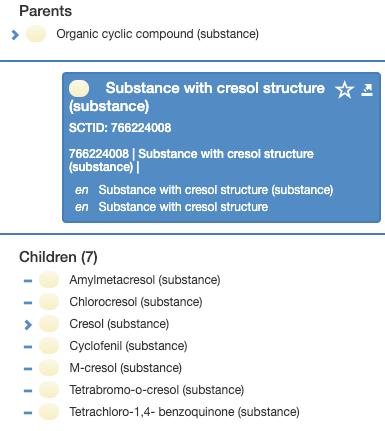 Parents
Organic cyclic compound (substance)
Substance with cresol structure
(substance)
SCTID: 766224008
766224008 | Substance with cresol structure
(substance) |
en Substance with cresol structure (substance)
en Substance with cresol structure
Children (7)
Amylmetacresol (substance)
Chlorocresol (substance)
Cresol (substance)
Cyclofenil (substance)
M-cresol (substance)
Tetrabromo-o-cresol (substance)
Tetrachloro-1,4- benzoquinone (substance)